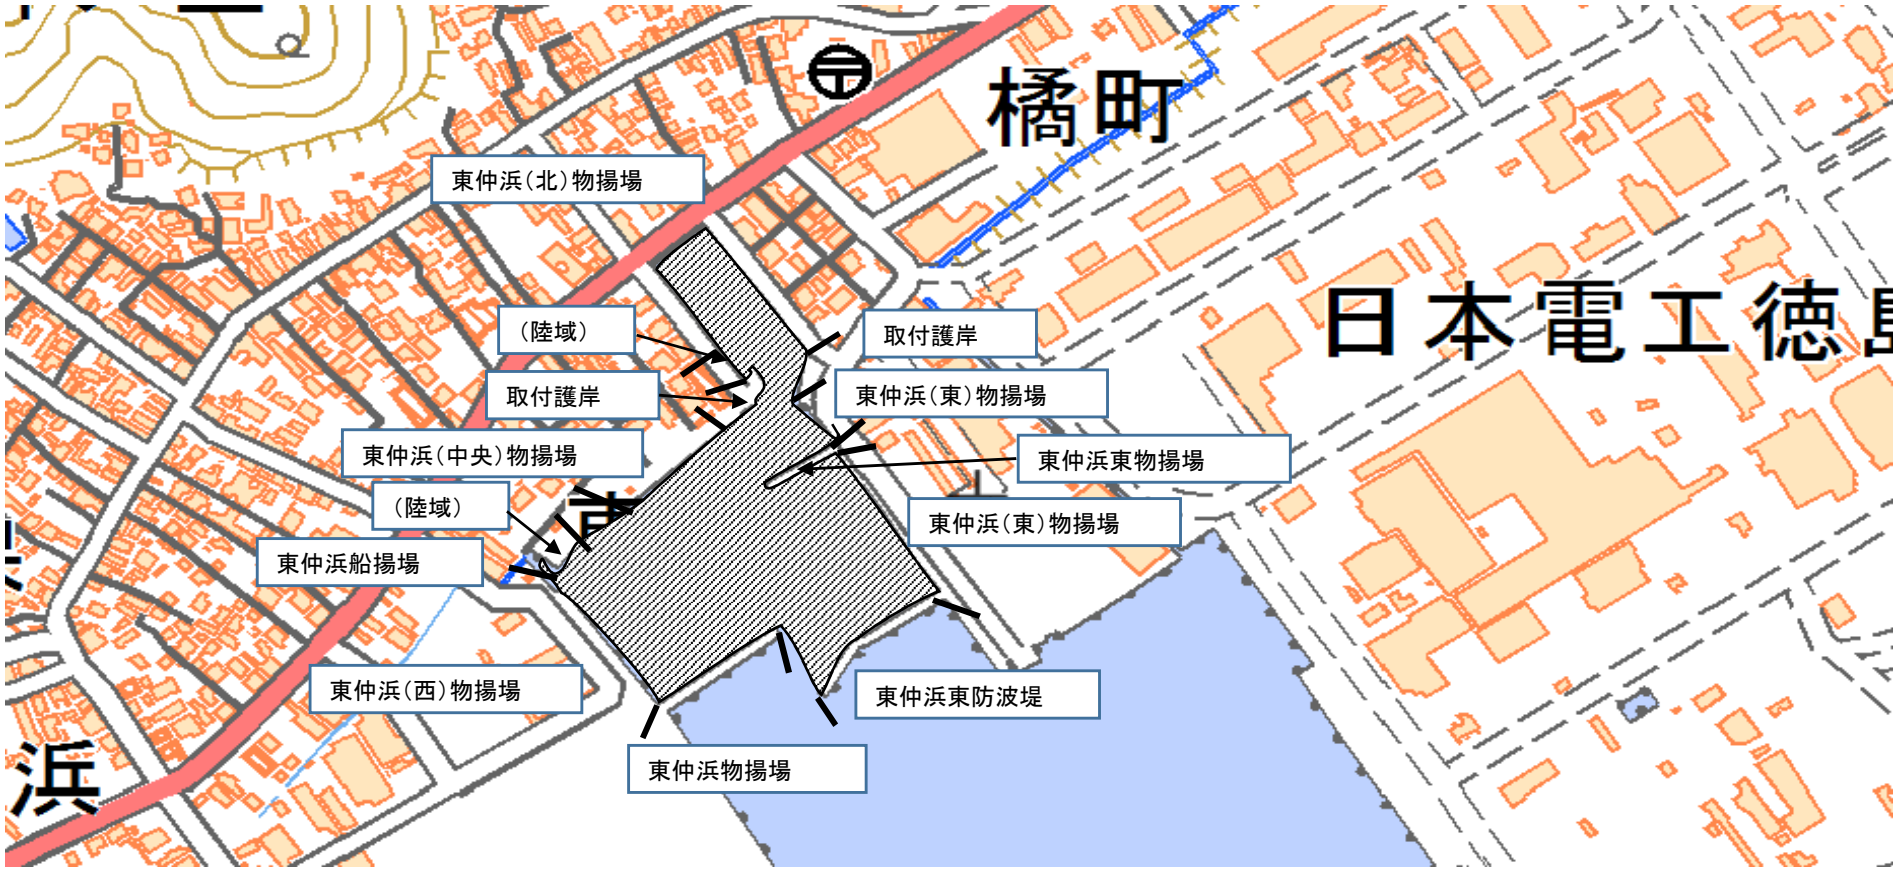 橘町
東仲浜（北）物揚場
日本電工徳島
（陸域）
取付護岸
取付護岸
東仲浜（東）物揚場
東仲浜（中央）物揚場
東仲浜東物揚場
（陸域）
東仲浜（東）物揚場
東仲浜船揚場
東仲浜（西）物揚場
東仲浜東防波堤
東仲浜物揚場
浜